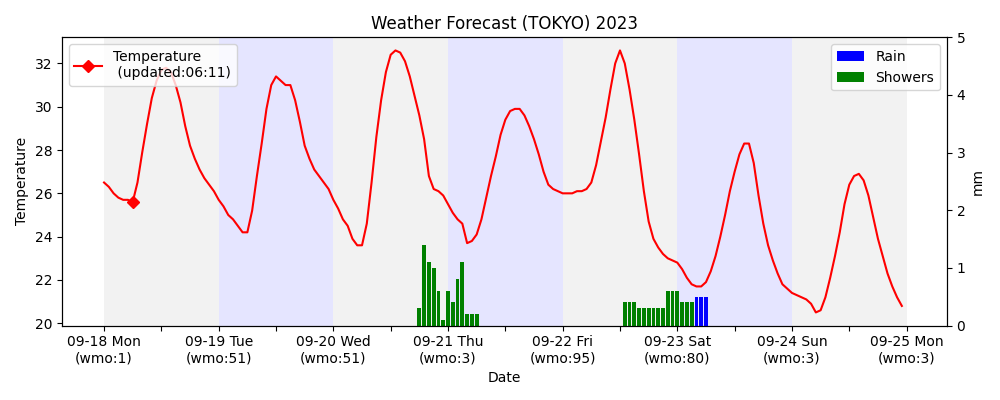 Weather Forecast (TOKYO) 2023
Temperature
(updated:06:11)
Rain
Showers
Temperature
32
30
28
26
24
22
20
5
4
3
2
1
0
mm
09-18 Mon 09-19 Tue 09-20 Wed 09-21 Thu 09-22 Fri 09-23 Sat 09-24 Sun 09-25 Mon
(wmo:1) (wmo:51) (wmo:51) (wmo:3) (wmo:95) (wmo:80) (wmo:3) (wmo:3)
Date